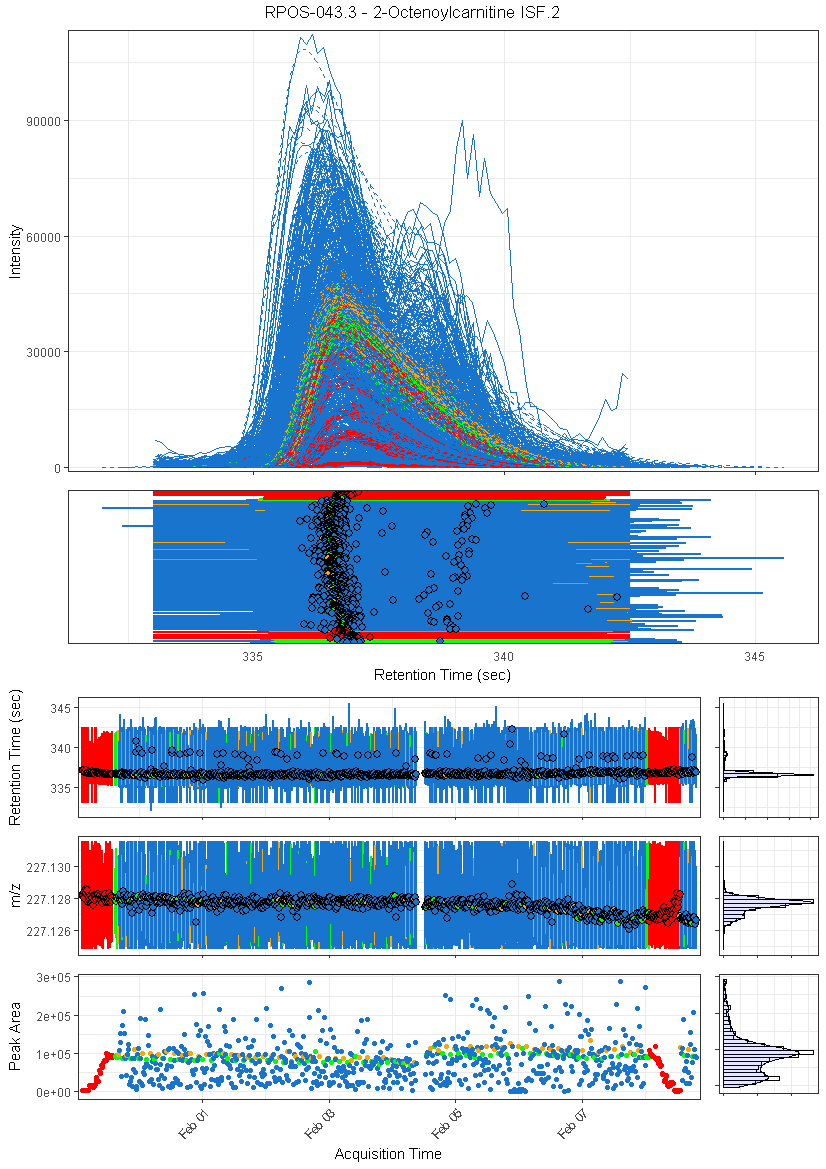 RPOS-043.3 - 2-Octenoylcarnitine ISF.2
90000
60000
30000
0
Intensity
335
340
345
Retention Time (sec)
345
340
335
Retention Time (sec)
227.130
227.128
227.126
m/z
3e+05
2e+05
1e+05
0e+00
Peak Area
Feb 01
Feb 03
Feb 05
Feb 07
Acquisition Time